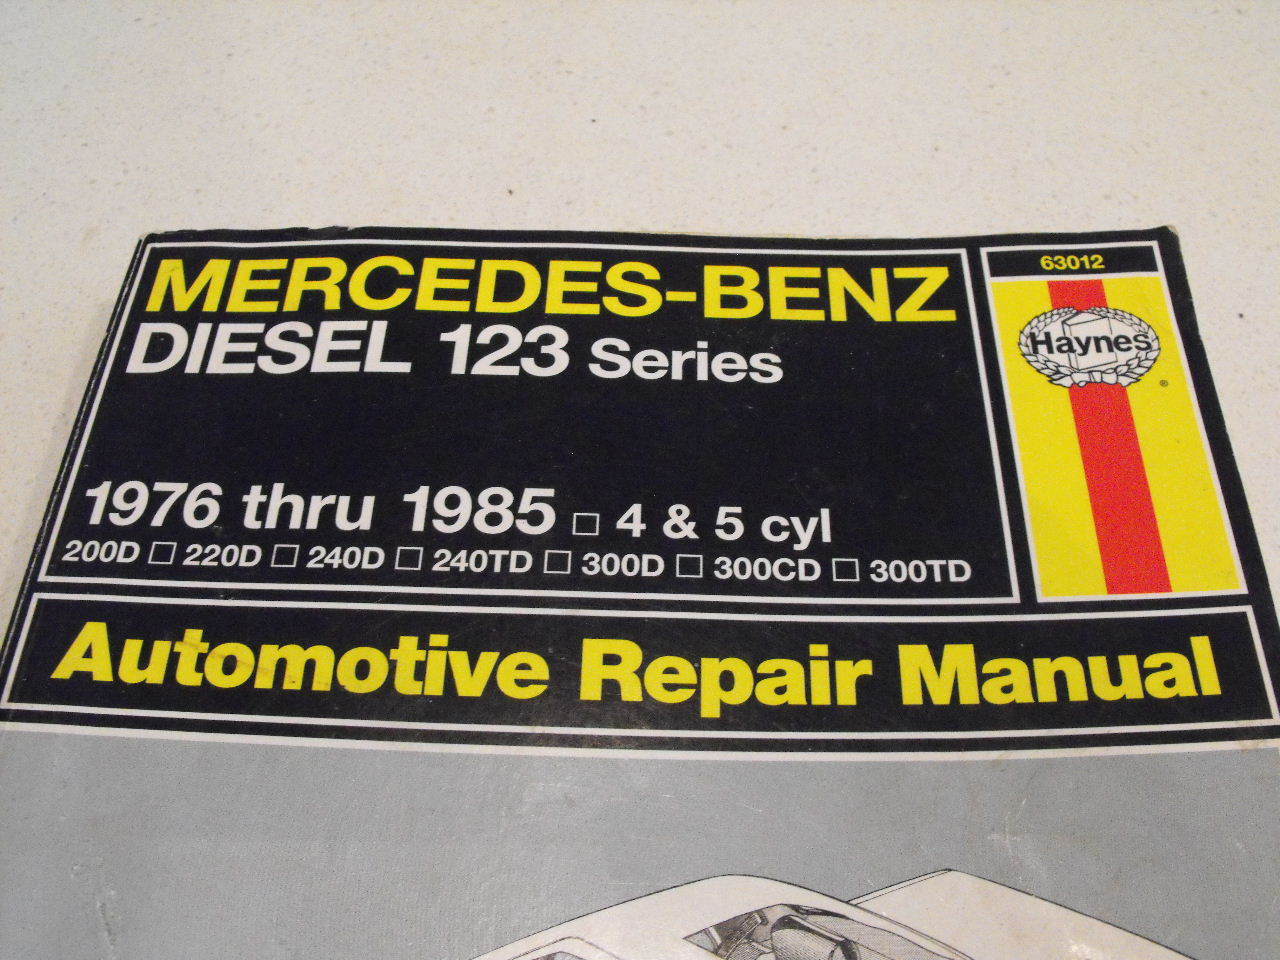 MERCEDES-BENZ
DIESEL 123 Series
1976 thru 1985 □ 4 & 5 cyl
200D □ 220D □ 240D □ 240TD □ 300D □ 300CD □ 300TD
63012
Haynes
®
Automotive Repair Manual